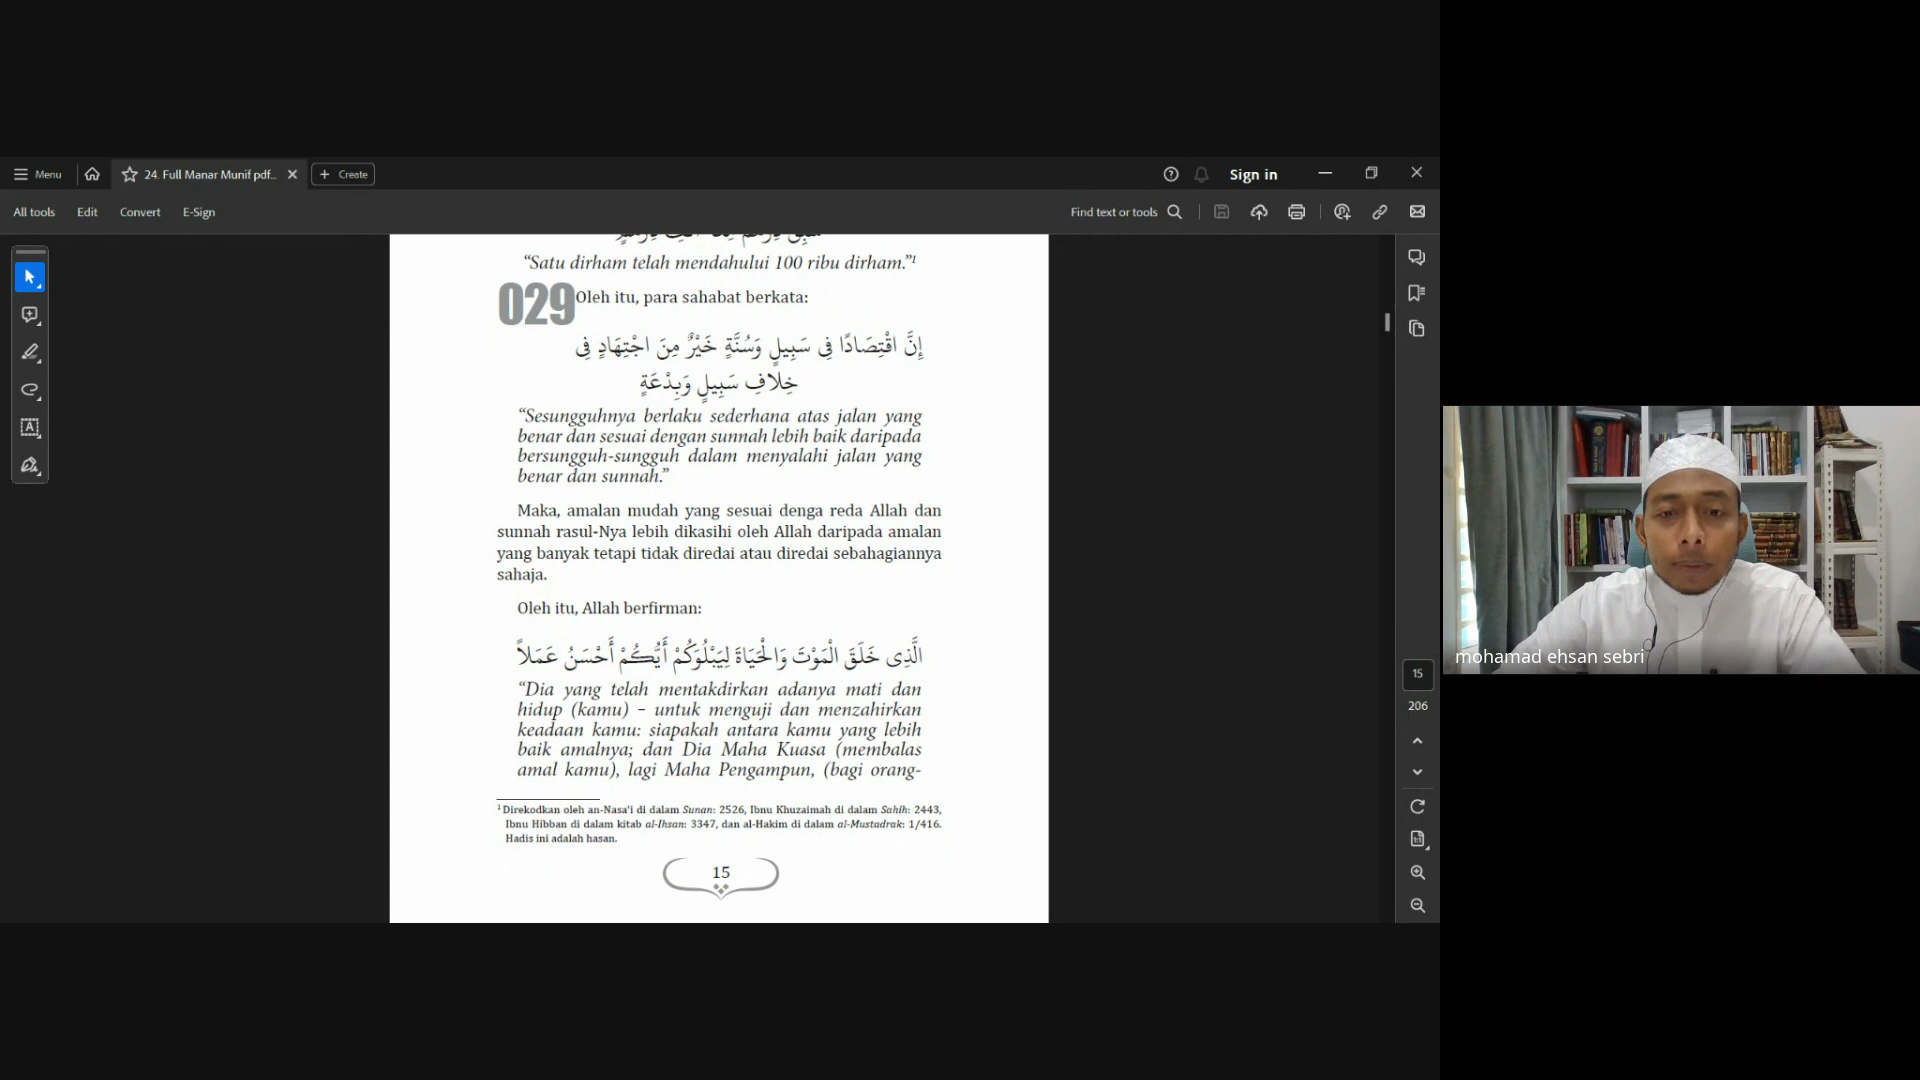 Menu
24. Full Manar Munif pdf...
Create
Sign in
All tools
Edit
Convert
E-Sign
Find text or tools
“Satu dirham telah mendahului 100 ribu dirham.”1
029 Oleh itu, para sahabat berkata:
إِنَّ اقْتِصَادًا فِى سَبِيلٍ وَسُنَّةٍ خَيْرٌ مِنَ اجْتِهَادٍ فِى
خِلَافِ سَبِيلٍ وَبِدْعَةٍ
“Sesungguhnya berlaku sederhana atas jalan yang
benar dan sesuai dengan sunnah lebih baik daripada
bersungguh-sungguh dalam menyalahi jalan yang
benar dan sunnah.”
Maka, amalan mudah yang sesuai denga reda Allah dan
sunnah rasul-Nya lebih dikasihi oleh Allah daripada amalan
yang banyak tetapi tidak diredai atau diredai sebahagiannya
sahaja.
Oleh itu, Allah berfirman:
الَّذِى خَلَقَ الْمَوْتَ وَالْحَيَاةَ لِيَبْلُوَكُمْ أَيُّكُمْ أَحْسَنُ عَمَلاً
“Dia yang telah mentakdirkan adanya mati dan
hidup (kamu) – untuk menguji dan menzahirkan
keadaan kamu: siapakah antara kamu yang lebih
baik amalnya; dan Dia Maha Kuasa (membalas
amal kamu), lagi Maha Pengampun, (bagi orang-
1 Direkodkan oleh an-Nasa'i di dalam Sunan: 2526, Ibnu Khuzaimah di dalam Sahih: 2443,
Ibnu Hibban di dalam kitab al-Ihsan: 3347, dan al-Hakim di dalam al-Mustadrak: 1/416.
Hadis ini adalah hasan.
15
15
206
mohamad ehsan sebri